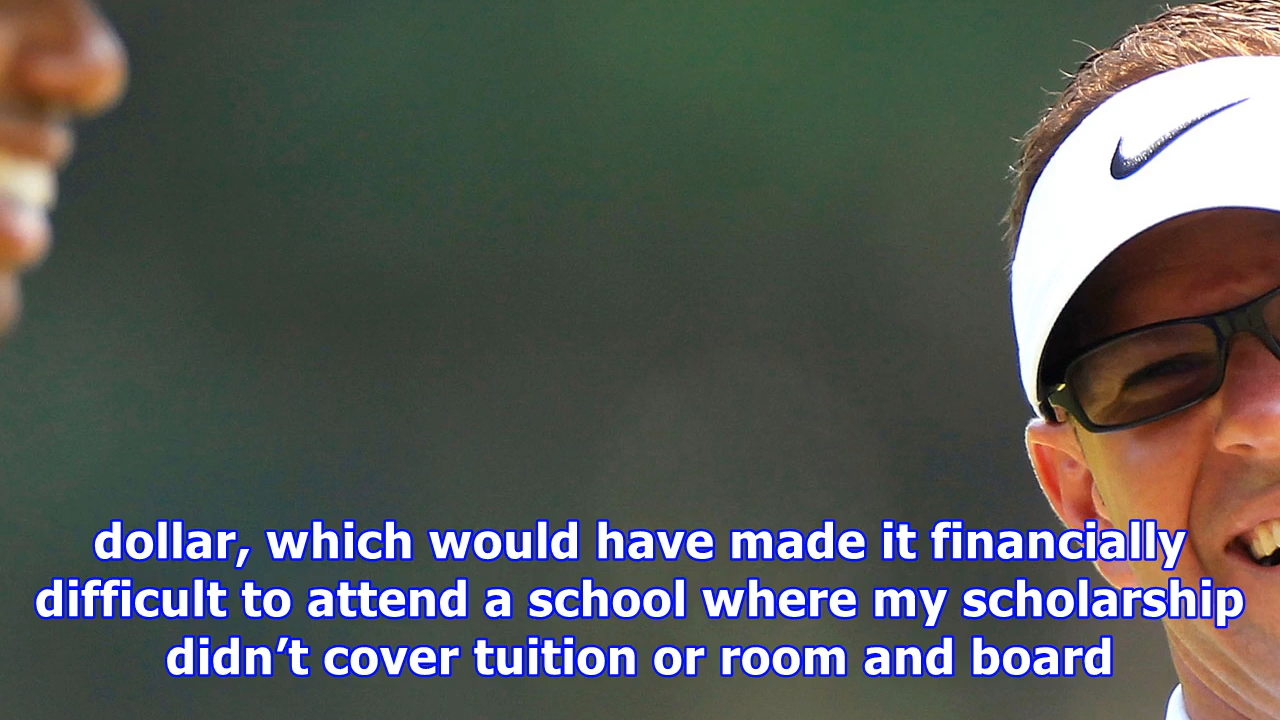 dollar, which would have made it financially
difficult to attend a school where my scholarship
didn’t cover tuition or room and board